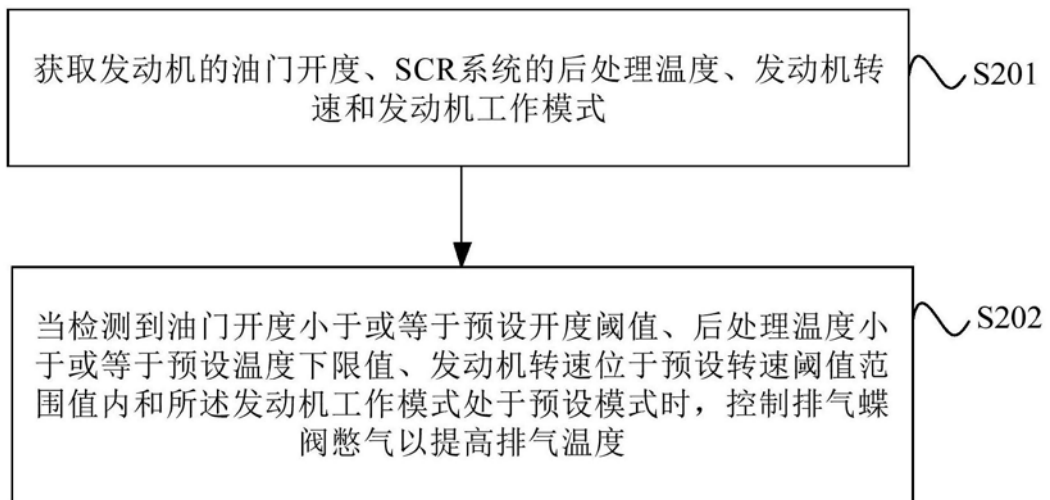 获取发动机的油门开度、SCR系统的后处理温度、发动机转
速和发动机工作模式
S201
当检测到油门开度小于或等于预设开度阈值、后处理温度小
于或等于预设温度下限值、发动机转速位于预设转速阈值范
围值内和所述发动机工作模式处于预设模式时，控制排气蝶
阀憋气以提高排气温度
S202